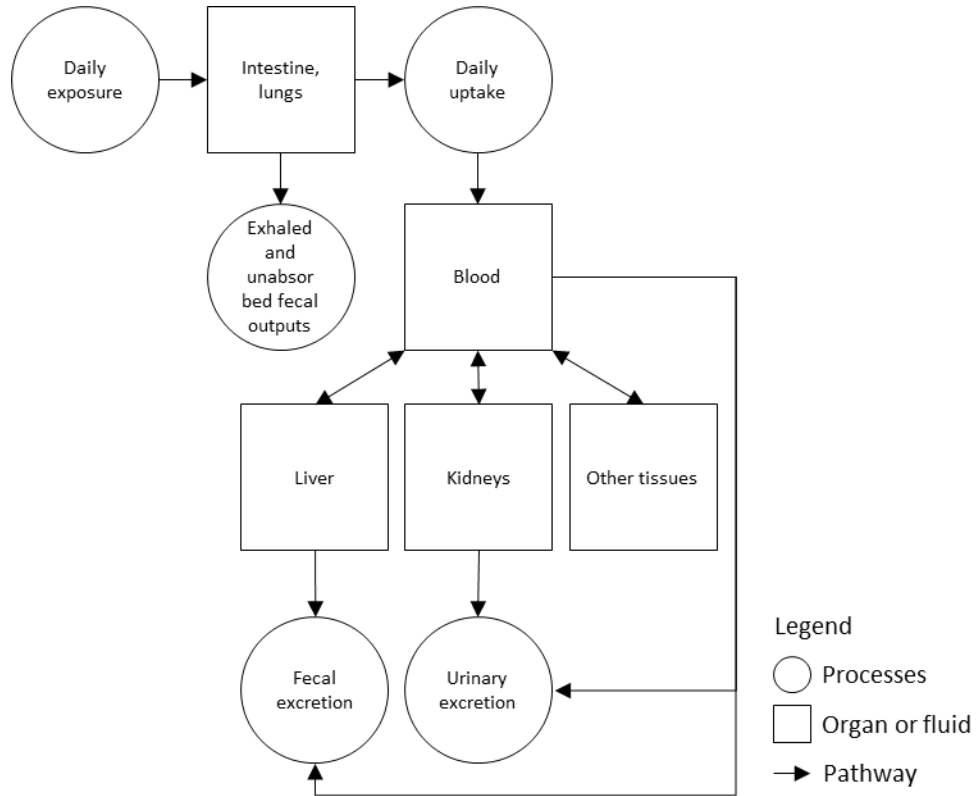 Daily
exposure
Intestine,
lungs
Daily
uptake
Exhaled
and
unabsor
bed fecal
outputs
Blood
Liver
Kidneys
Other tissues
Fecal
excretion
Urinary
excretion
Legend
Processes
Organ or fluid
Pathway